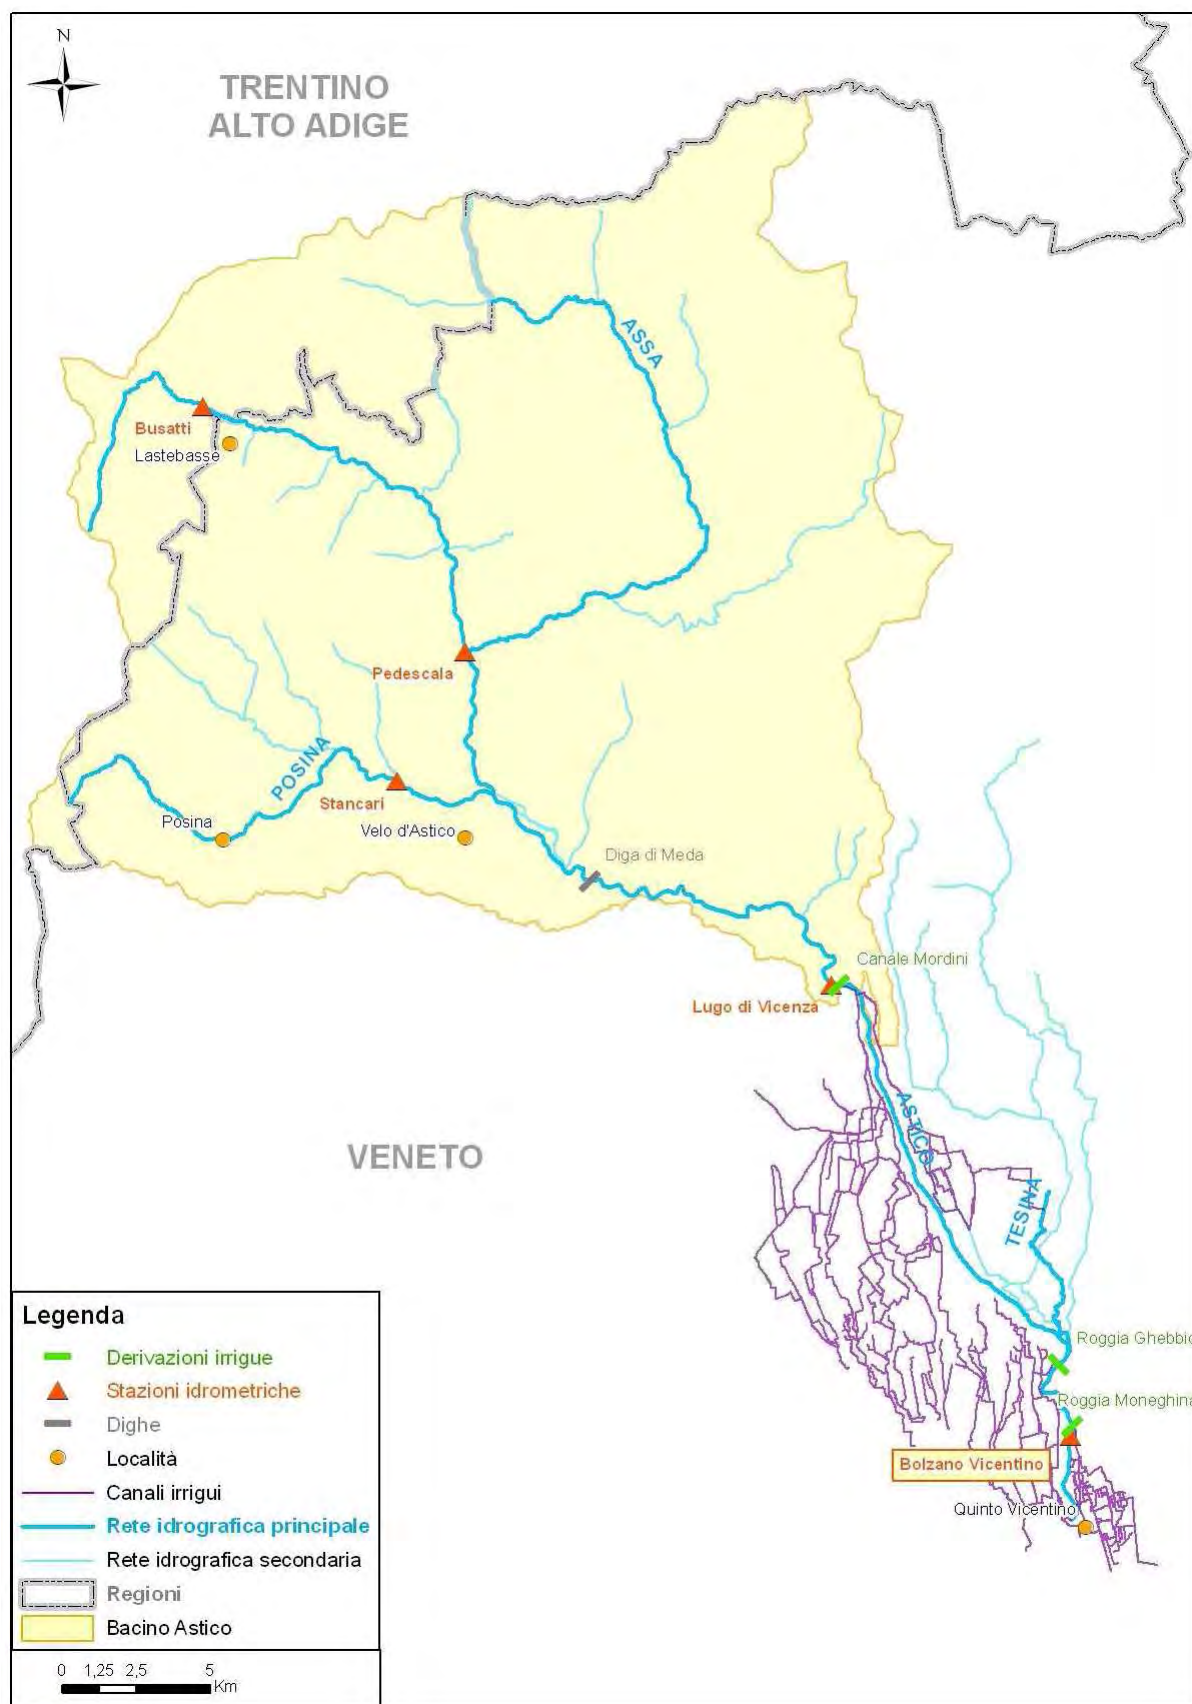 N
TRENTINO
ALTO ADIGE
ASSA
Busatti
Lastebasse
Pedescala
POSINA
Stancari
Posina
Velo d'Astico
Diga di Meda
Canale Mordini
Lugo di Vicenza
ASTICO
VENETO
TESINA
Roggia Ghebbio
Roggia Moneghina
Bolzano Vicentino
Quinto Vicentino
Legenda
Derivazioni irrigue
Stazioni idrometriche
Dighe
Località
Canali irrigui
Rete idrografica principale
Rete idrografica secondaria
Regioni
Bacino Astico
0 1,25 2,5 5
Km